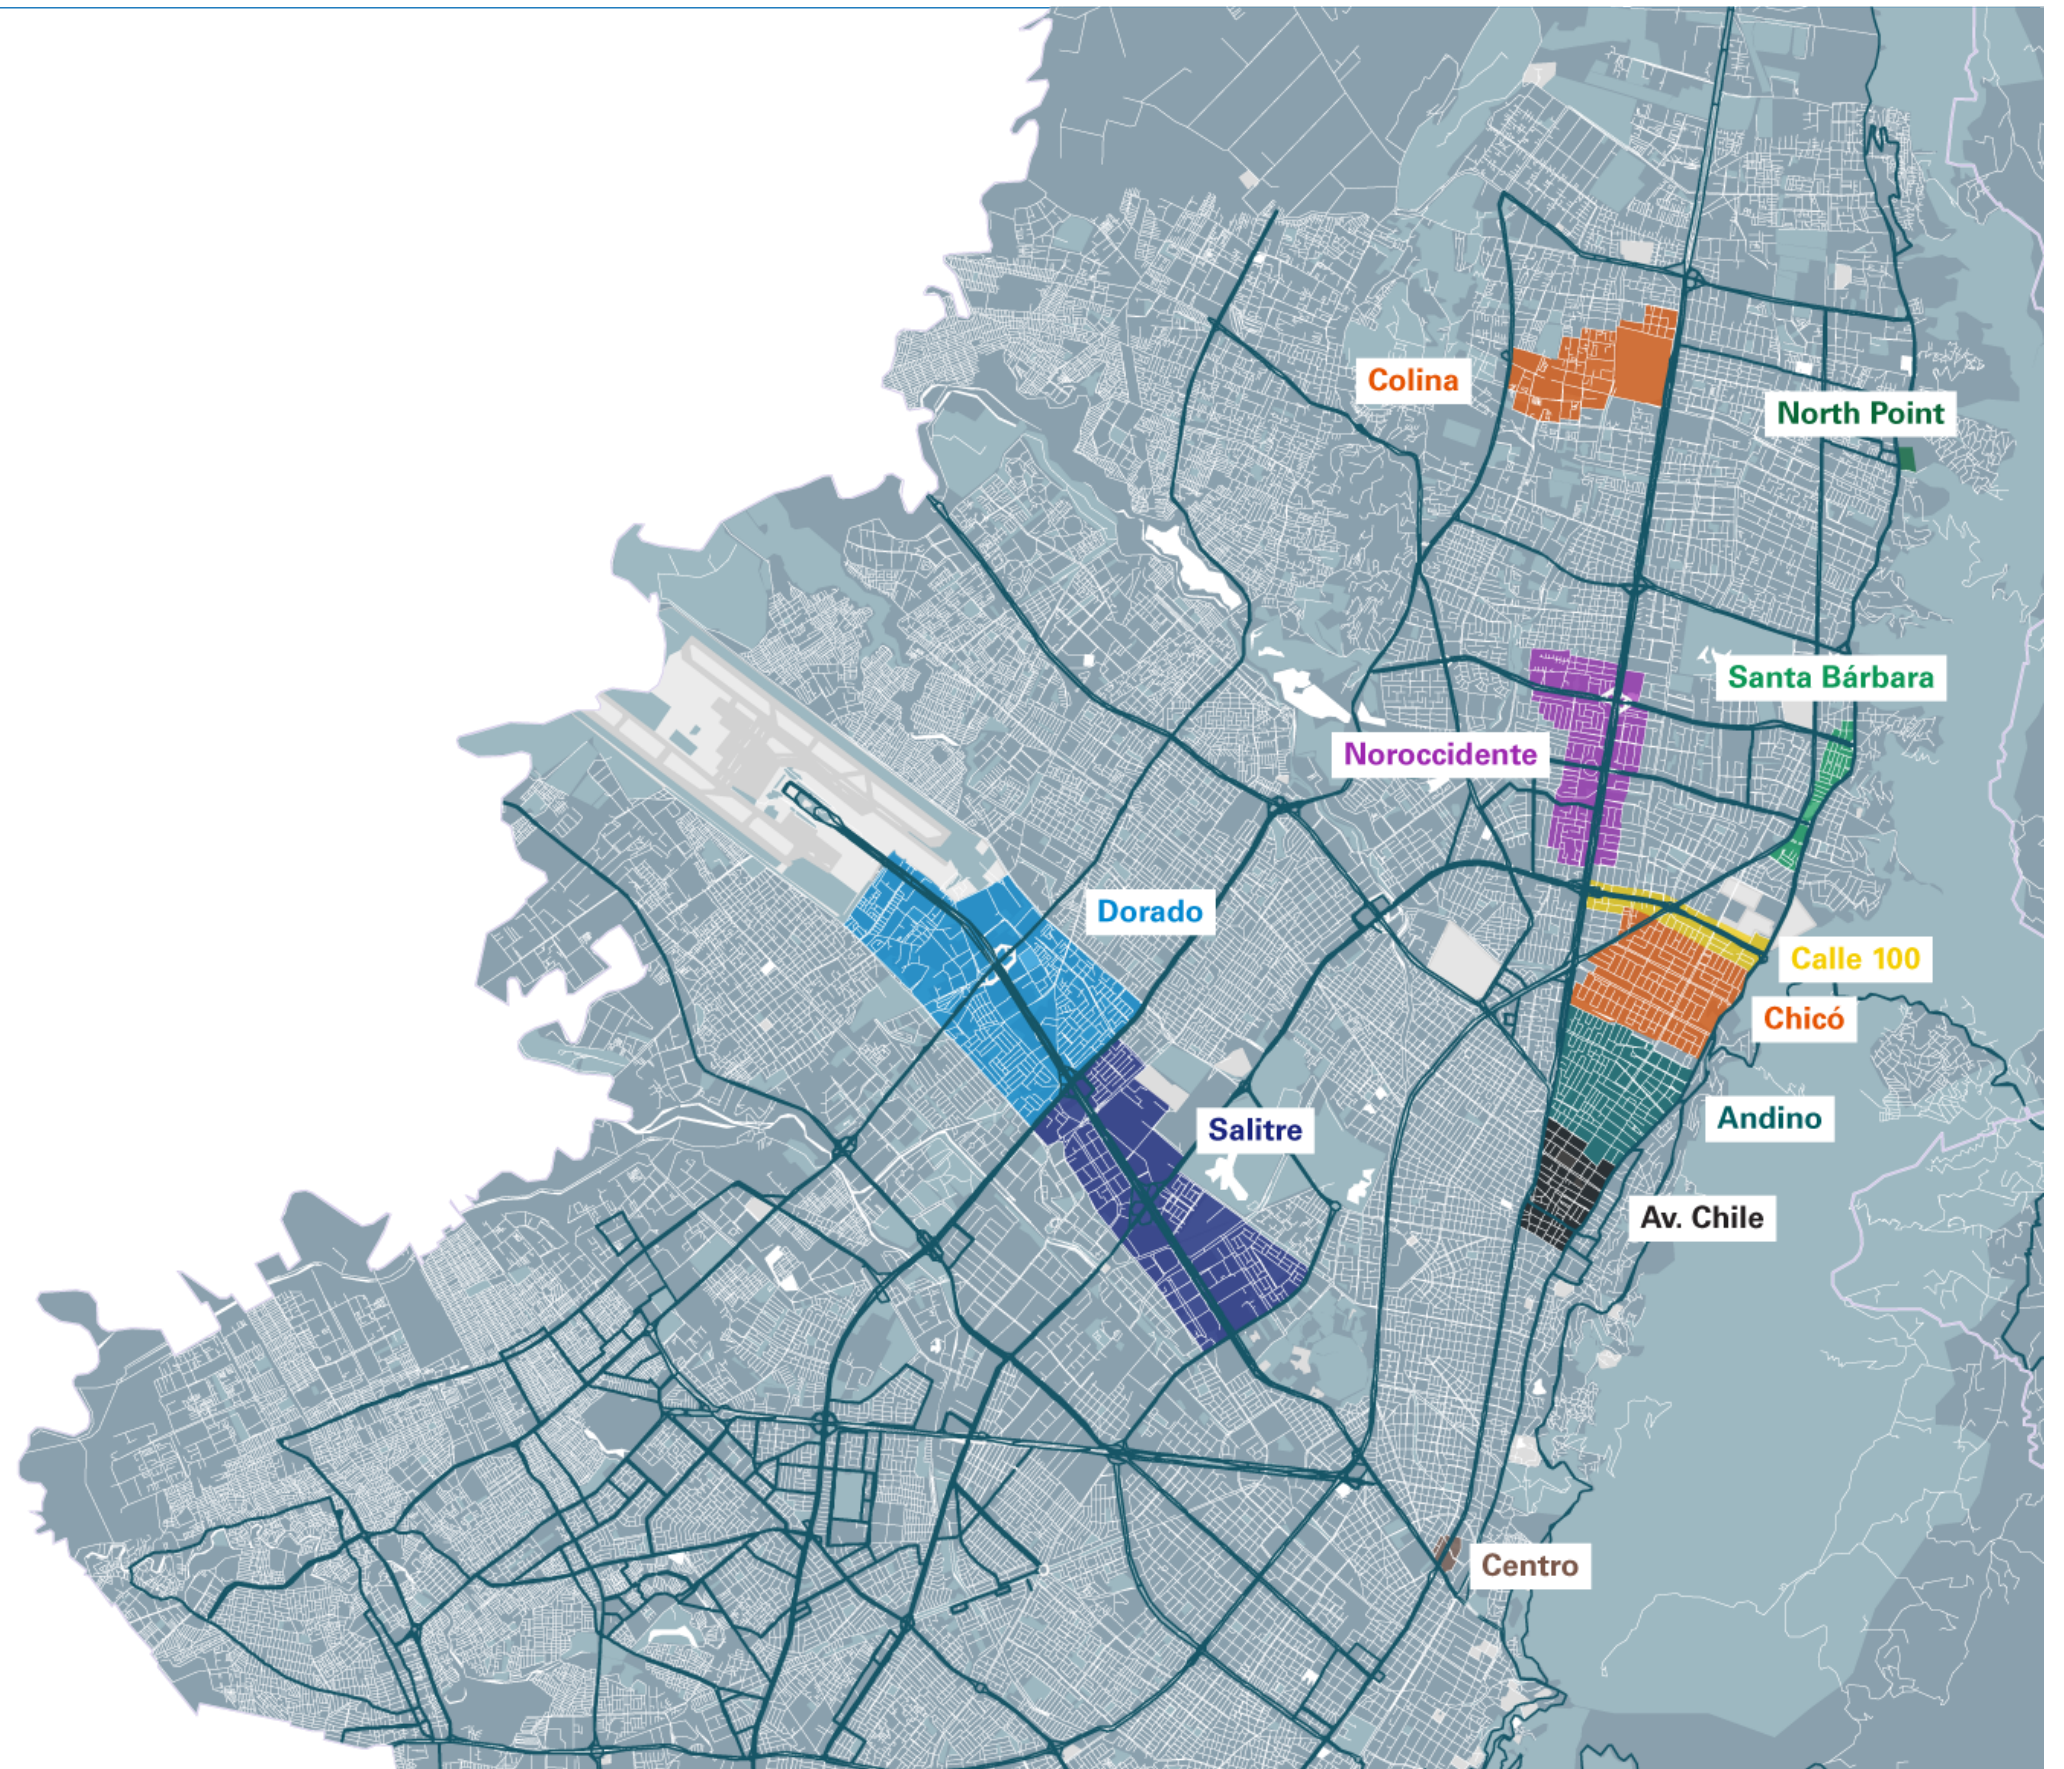 Colina
North Point
Santa Bárbara
Noroccidente
Dorado
Calle 100
Chicó
Salitre
Andino
Av. Chile
Centro